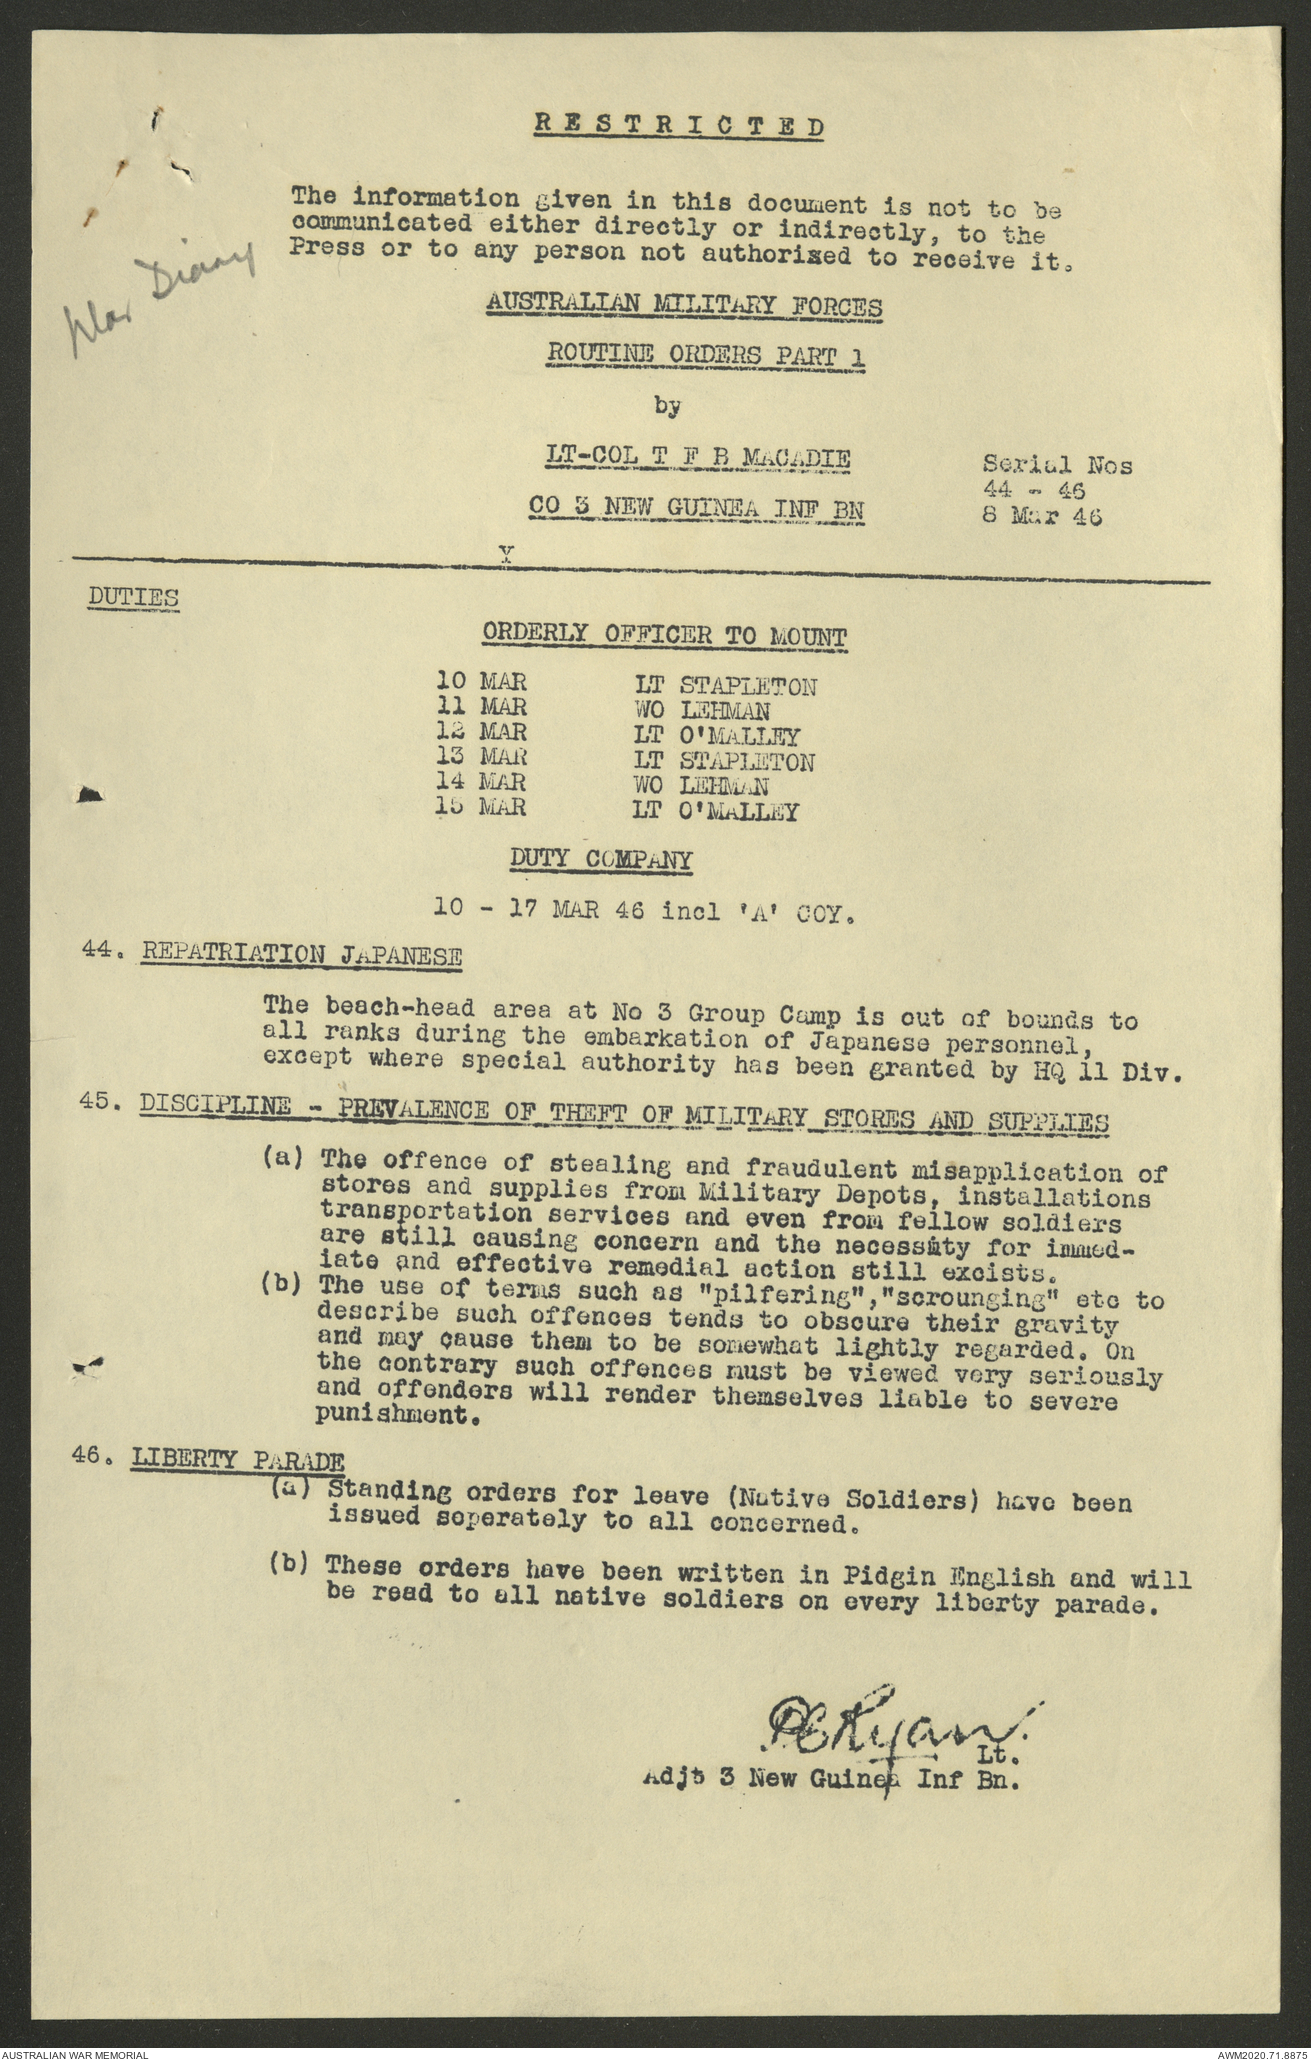 RESTRICTED
The information given in this document is not to be
communicated either directly or indirectly, to the
Press or to any person not authorised to receive it.
War Diary
AUSTRALIAN MILITARY FORCES
ROUTINE ORDERS PART 1
by
LT-COL T F B MACADIE
CO 3 NEW GUINEA INF BN
Serial Nos
44 - 46
8 Mar 46
Y
DUTIES
ORDERLY OFFICER TO MOUNT
10 MAR LT STAPLETON
11 MAR WO LEHMAN
12 MAR LT O'MALLEY
13 MAR LT STAPLETON
14 MAR WO LEHMAN
15 MAR LT O'MALLEY
DUTY COMPANY
10 - 17 MAR 46 incl 'A' COY.
44. REPATRIATION JAPANESE
The beach-head area at No 3 Group Camp is out of bounds to
all ranks during the embarkation of Japanese personnel,
except where special authority has been granted by HQ 11 Div.
45. DISCIPLINE - PREVALENCE OF THEFT OF MILITARY STORES AND SUPPLIES
(a) The offence of stealing and fraudulent misapplication of
stores and supplies from Military Depots, installations
transportation services and even from fellow soldiers
are still causing concern and the necessity for immed-
iate and effective remedial action still excists.
(b) The use of terms such as "pilfering","scrounging" etc to
describe such offences tends to obscure their gravity
and may cause them to be somewhat lightly regarded. On
the contrary such offences must be viewed very seriously
and offenders will render themselves liable to severe
punishment.
46. LIBERTY PARADE
(a) Standing orders for leave (Native Soldiers) have been
issued seperately to all concerned.
(b) These orders have been written in Pidgin English and will
be read to all native soldiers on every liberty parade.
PC Ryan
Lt.
Adjt 3 New Guinea Inf Bn.
AUSTRALIAN WAR MEMORIAL
AWM2020.71.8875